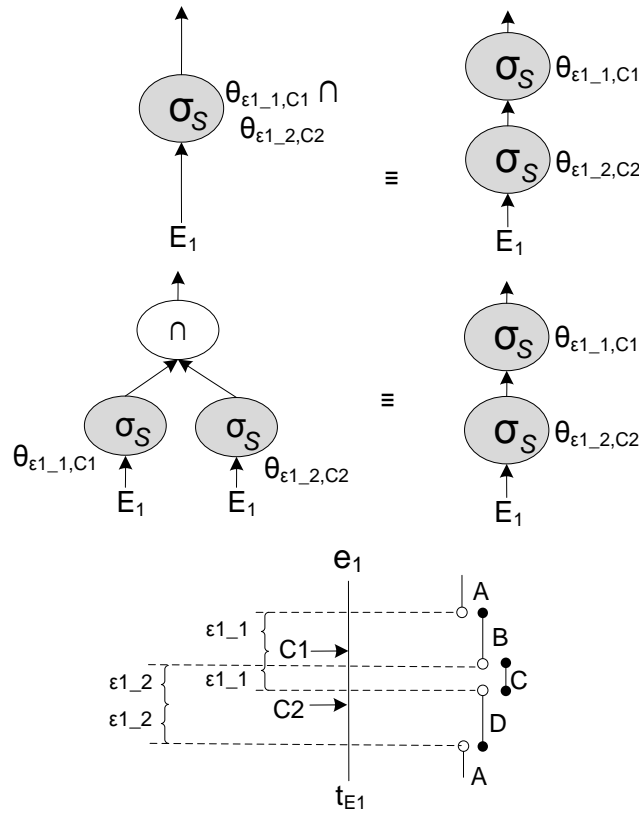 σS θε1_1,C1 ∩
θε1_2,C2
E1
≡
σS θε1_1,C1
σS θε1_2,C2
E1
∩
σS
σS
θε1_1,C1
θε1_2,C2
E1
E1
≡
σS θε1_1,C1
σS θε1_2,C2
E1
e1
A
ε1_1
B
C1
ε1_2
ε1_1
C
ε1_2
C2
D
A
tE1